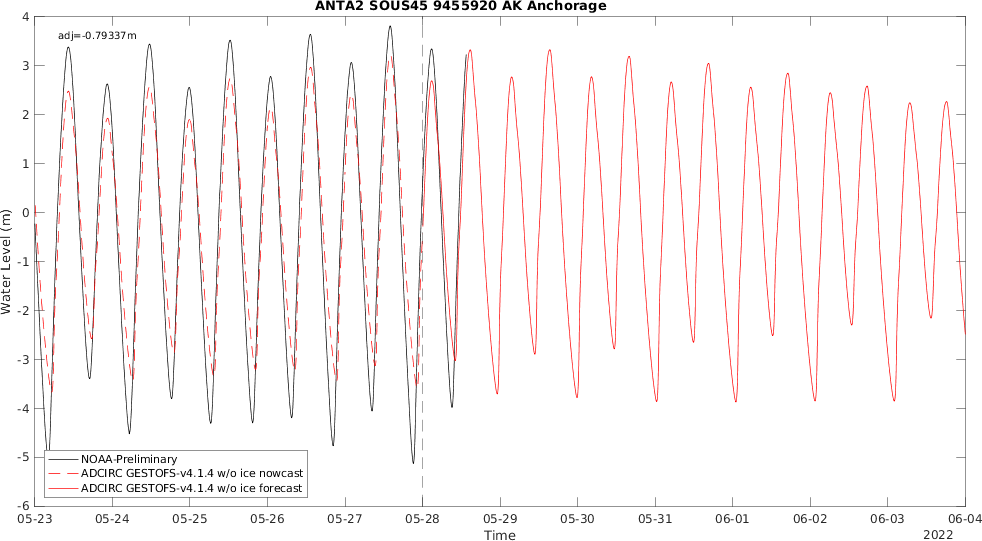 ANTA2 SOUS45 9455920 AK Anchorage
adj=-0.79337m
4
3
2
1
0
-1
-2
-3
-4
-5
-6
Water Level (m)
NOAA-Preliminary
ADCIRC GESTOFS-v4.1.4 w/o ice nowcast
ADCIRC GESTOFS-v4.1.4 w/o ice forecast
05-23 05-24 05-25 05-26 05-27 05-28 05-29 05-30 05-31 06-01 06-02 06-03 06-04
Time
2022